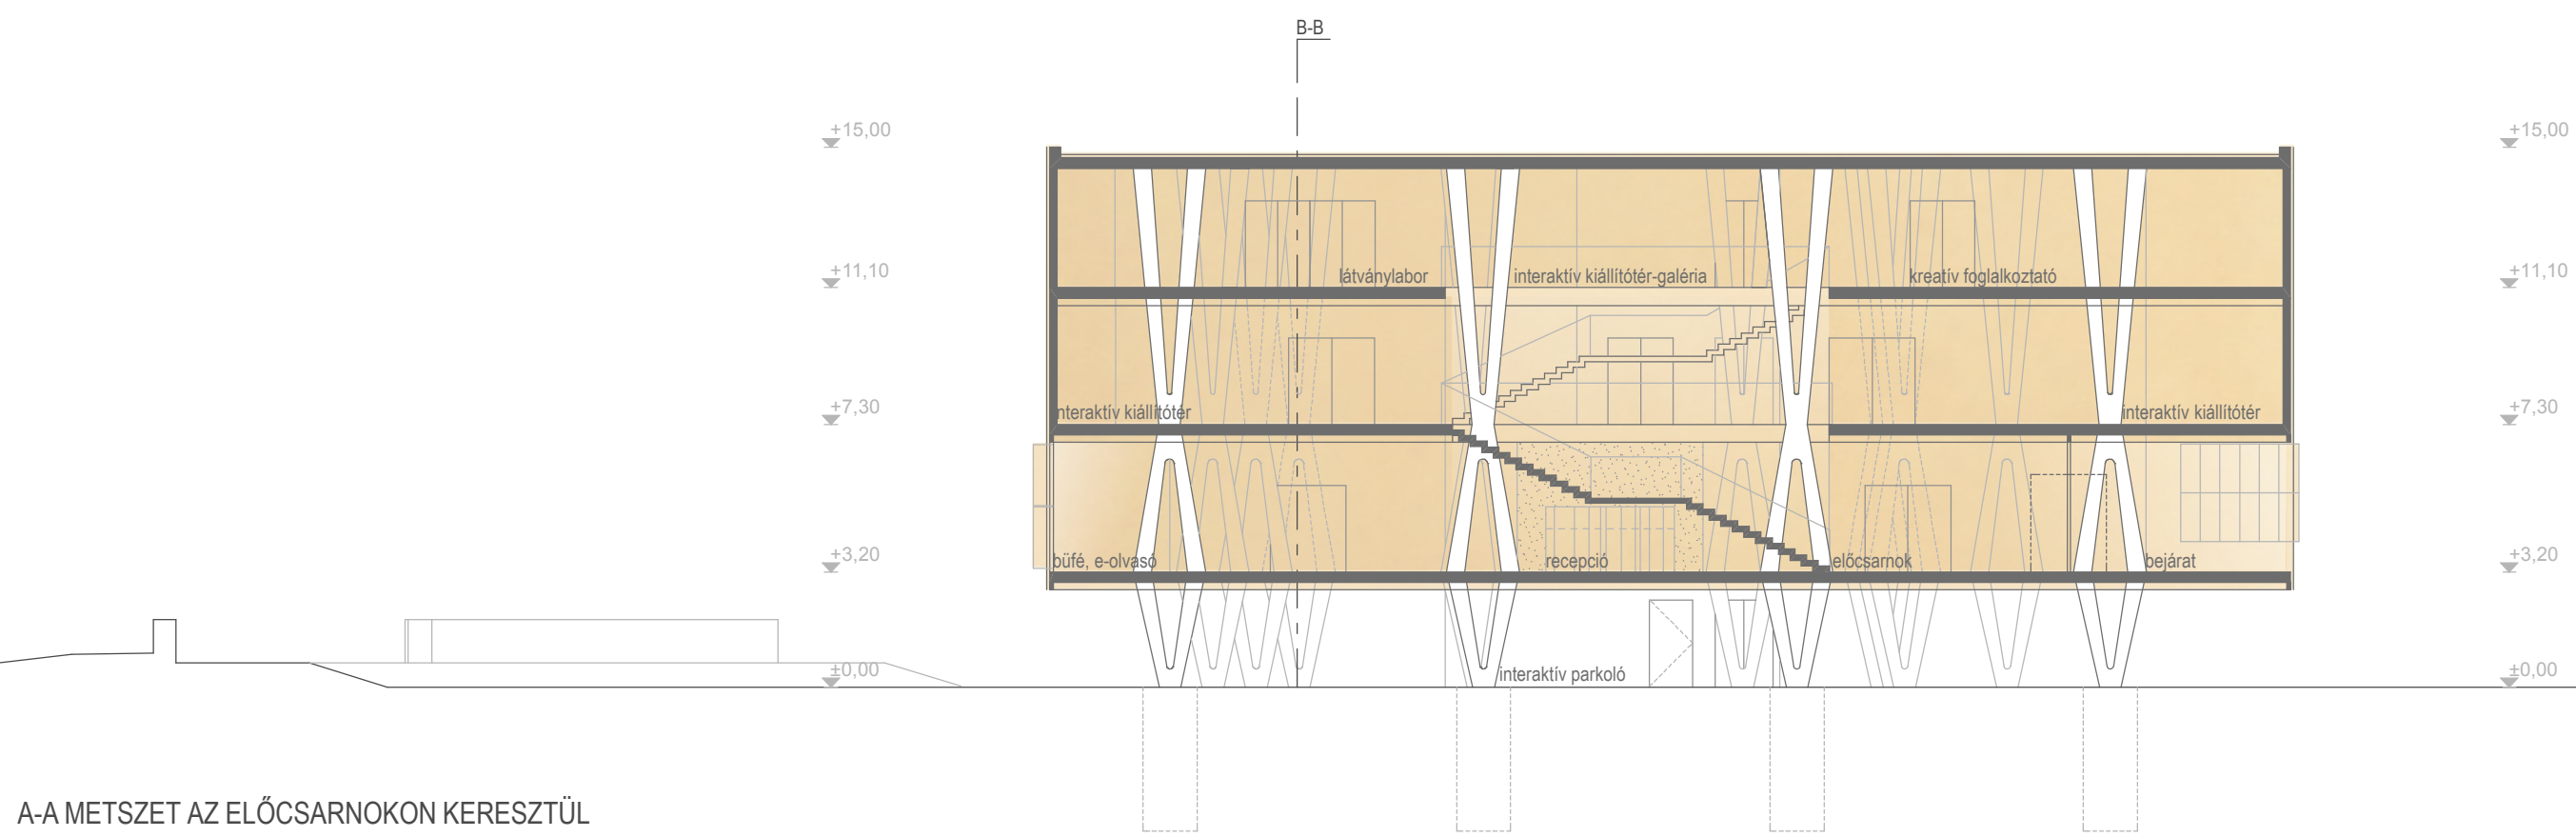 B-B
+15,00
+15,00
+11,10
látványlabor
interaktív kiállítótér-galéria
kreatív foglalkoztató
+11,10
+7,30
interaktív kiállítótér
interaktív kiállítótér
+7,30
+3,20
büfé, e-olvasó
recepció
előcsarnok
bejárat
+3,20
±0,00
interaktív parkoló
±0,00
A-A METSZET AZ ELŐCSARNOKON KERESZTÜL